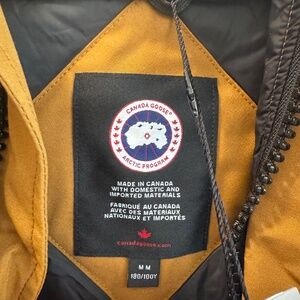 CANADA GOOSE®
ARCTIC PROGRAM
MADE IN CANADA
WITH DOMESTIC AND
IMPORTED MATERIALS
FABRIQUÉ AU CANADA
AVEC DES MATERIAUX
NATIONAUX ET IMPORTÉS
canadagoose.com
M M
180/100Y